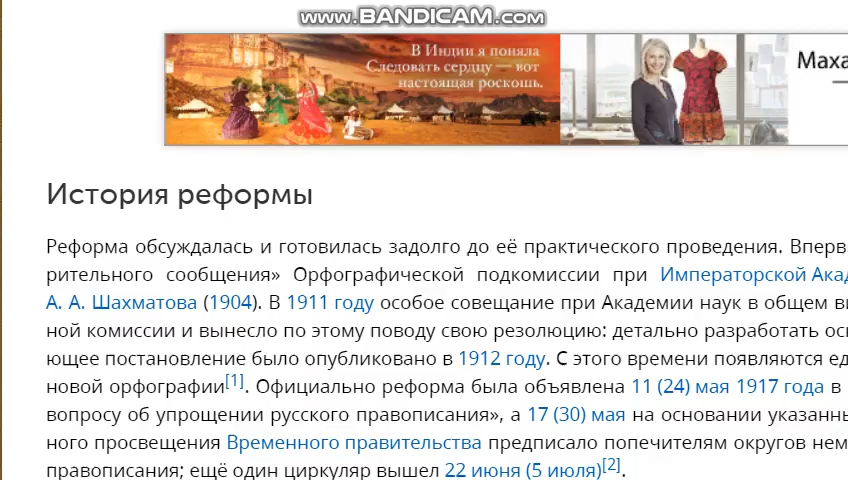 www.BANDICAM.com
В Индии я поняла
Следовать сердцу — вот
настоящая роскошь.
Маха
История реформы
Реформа обсуждалась и готовилась задолго до её практического проведения. Вперв
рительного сообщения» Орфографической подкомиссии при Императорской Ака
А. А. Шахматова (1904). В 1911 году особое совещание при Академии наук в общем ви
ной комиссии и вынесло по этому поводу свою резолюцию: детально разработать ос
ющее постановление было опубликовано в 1912 году. С этого времени появляются ед
новой орфографии[1]. Официально реформа была объявлена 11 (24) мая 1917 года в
вопросу об упрощении русского правописания», а 17 (30) мая на основании указанны
ного просвещения Временного правительства предписало попечителям округов нем
правописания; ещё один циркуляр вышел 22 июня (5 июля)[2].